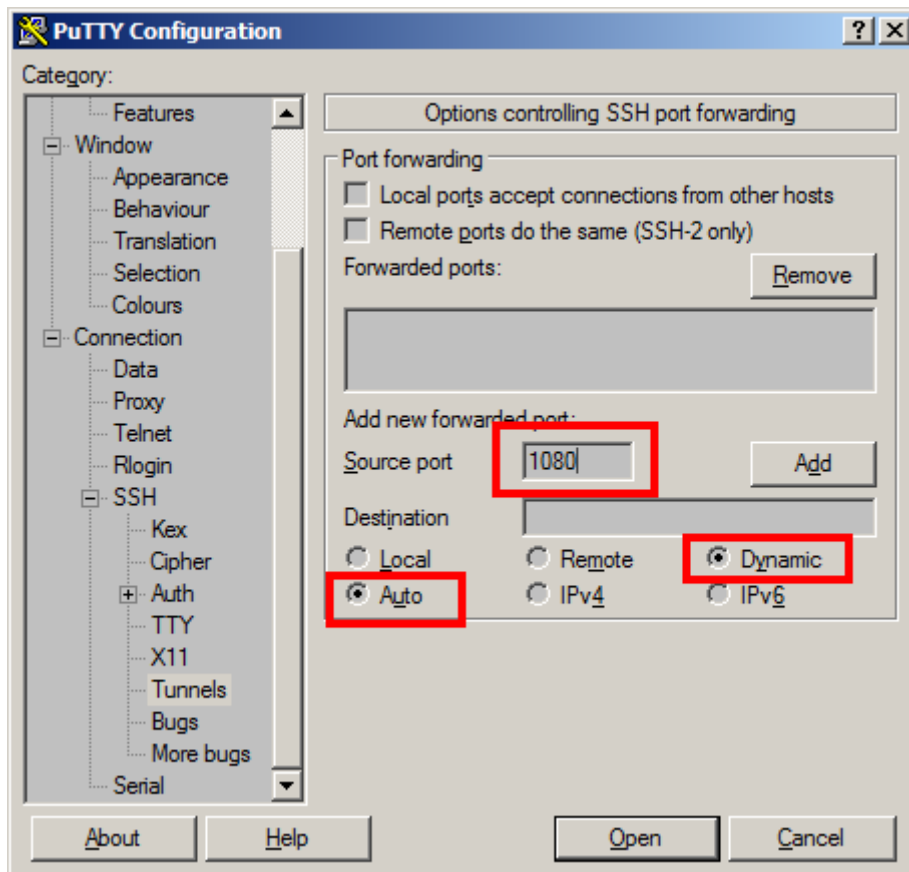 PuTTY Configuration
Category:
Features
Window
Appearance
Behaviour
Translation
Selection
Colours
Connection
Data
Proxy
Telnet
Rlogin
SSH
Kex
Cipher
Auth
TTY
X11
Tunnels
Bugs
More bugs
Serial
Options controlling SSH port forwarding
Port forwarding
Local ports accept connections from other hosts
Remote ports do the same (SSH-2 only)
Forwarded ports:
Remove
Add new forwarded port:
Source port 1080 Add
Destination
Local Remote Dynamic
Auto IPv4 IPv6
About Help Open Cancel